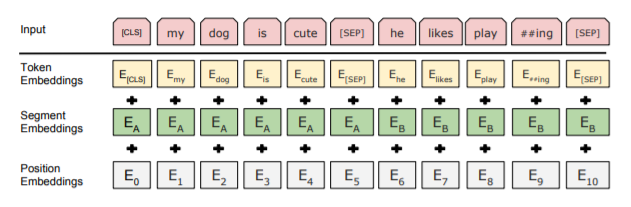 Input [CLS] my dog is cute [SEP] he likes play ##ing [SEP]
Token Embeddings E[CLS] Emy Edog Eis Ecute E[SEP] Ehe Elikes Eplay E##ing E[SEP]
+ + + + + + + + + + +
Segment Embeddings EA EA EA EA EA EA EB EB EB EB EB
+ + + + + + + + + + +
Position Embeddings E0 E1 E2 E3 E4 E5 E6 E7 E8 E9 E10